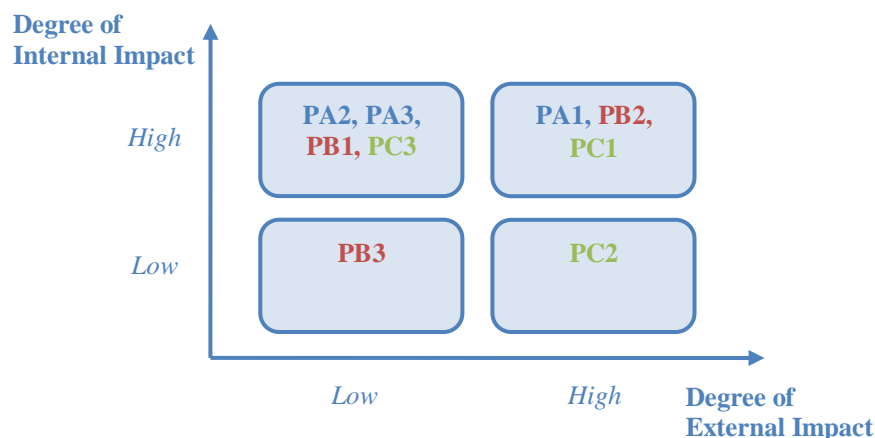 Degree of
Internal Impact
High
PA2, PA3,
PB1, PC3
PA1, PB2,
PC1
Low
PB3
PC2
Low
High
Degree of
External Impact